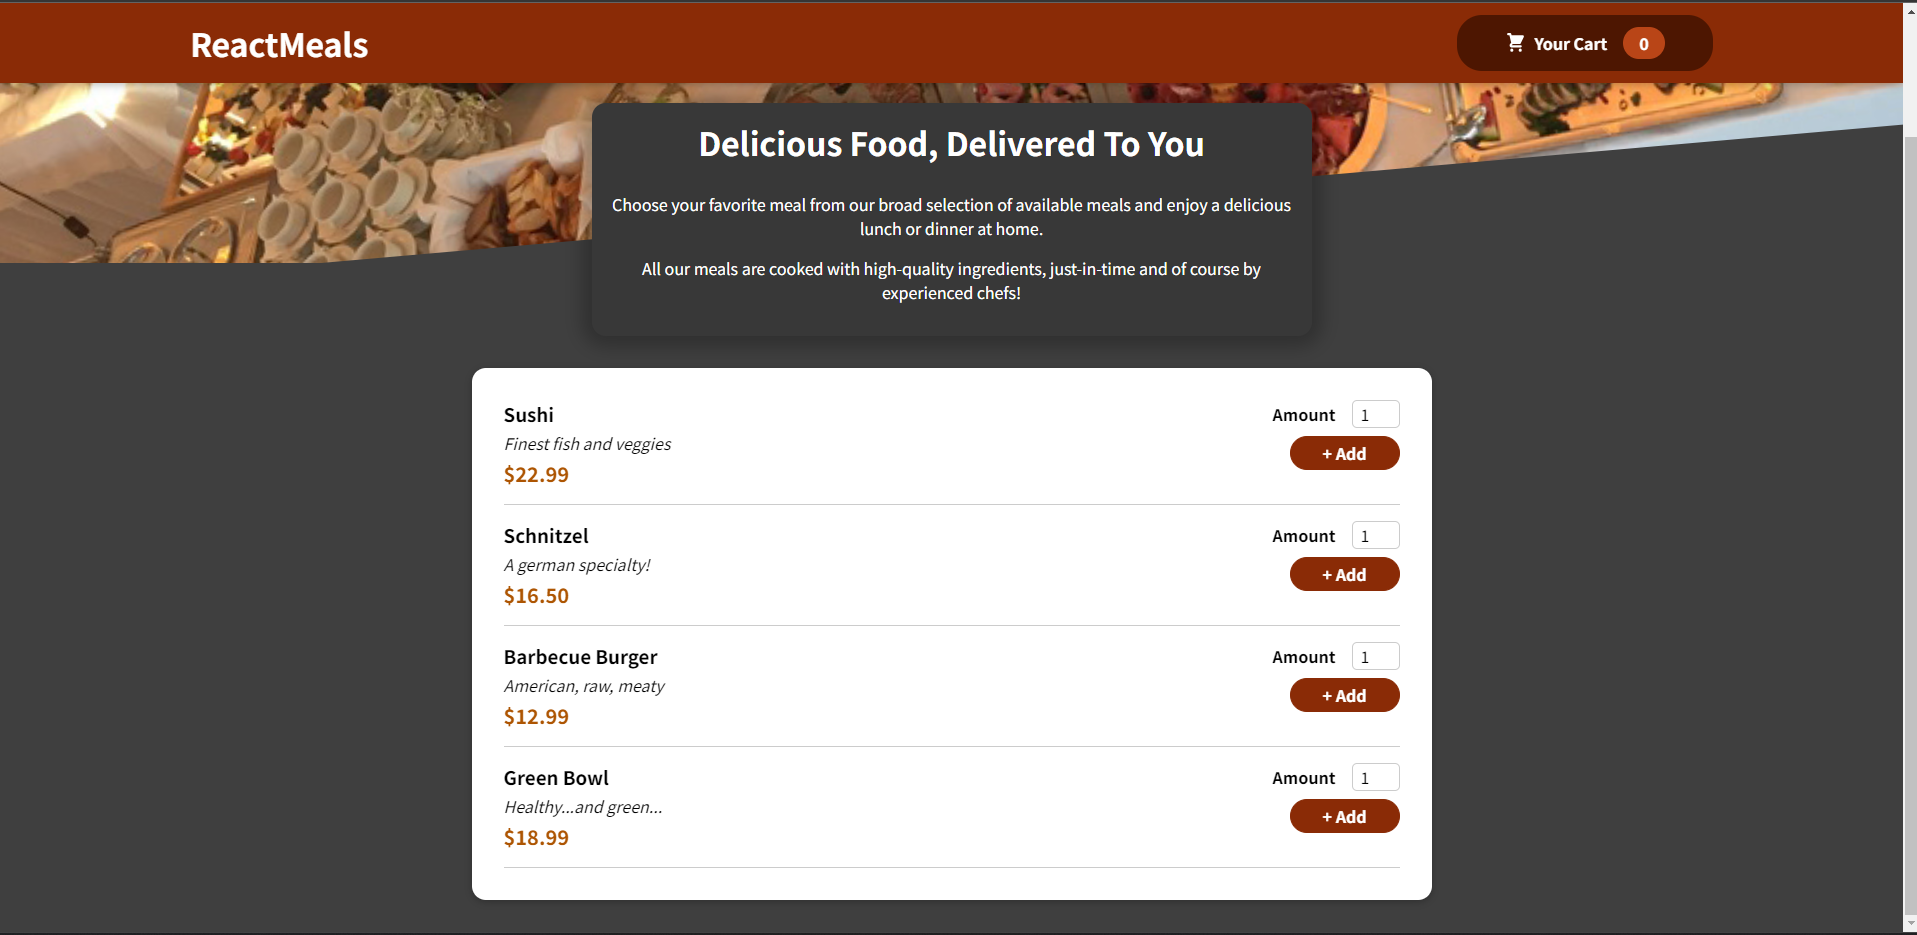 ReactMeals
Your Cart 0
Delicious Food, Delivered To You
Choose your favorite meal from our broad selection of available meals and enjoy a delicious
lunch or dinner at home.
All our meals are cooked with high-quality ingredients, just-in-time and of course by
experienced chefs!
Sushi
Finest fish and veggies
$22.99
Amount 1
+ Add
Schnitzel
A german specialty!
$16.50
Amount 1
+ Add
Barbecue Burger
American, raw, meaty
$12.99
Amount 1
+ Add
Green Bowl
Healthy...and green...
$18.99
Amount 1
+ Add